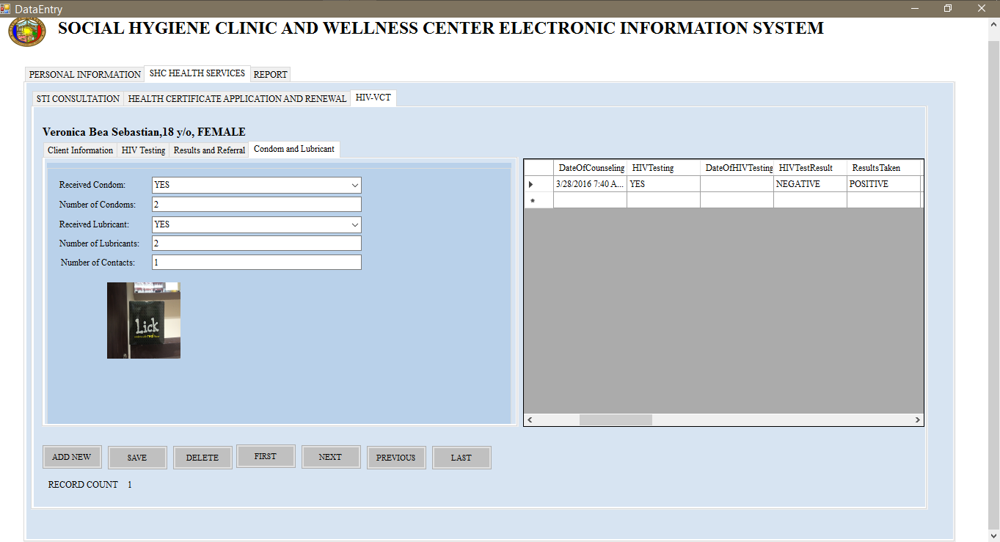 DataEntry
SOCIAL HYGIENE CLINIC AND WELLNESS CENTER ELECTRONIC INFORMATION SYSTEM
PERSONAL INFORMATION SHC HEALTH SERVICES REPORT
STI CONSULTATION HEALTH CERTIFICATE APPLICATION AND RENEWAL HIV-VCT
Veronica Bea Sebastian,18 y/o, FEMALE
Client Information HIV Testing Results and Referral Condom and Lubricant
Received Condom: YES
Number of Condoms: 2
Received Lubricant: YES
Number of Lubricants: 2
Number of Contacts: 1
Lick
real
DateOfCounseling HIVTesting DateOfHIVTesting HIVTestResult ResultsTaken
3/28/2016 7:40 A... YES NEGATIVE POSITIVE
ADD NEW SAVE DELETE FIRST NEXT PREVIOUS LAST
RECORD COUNT 1